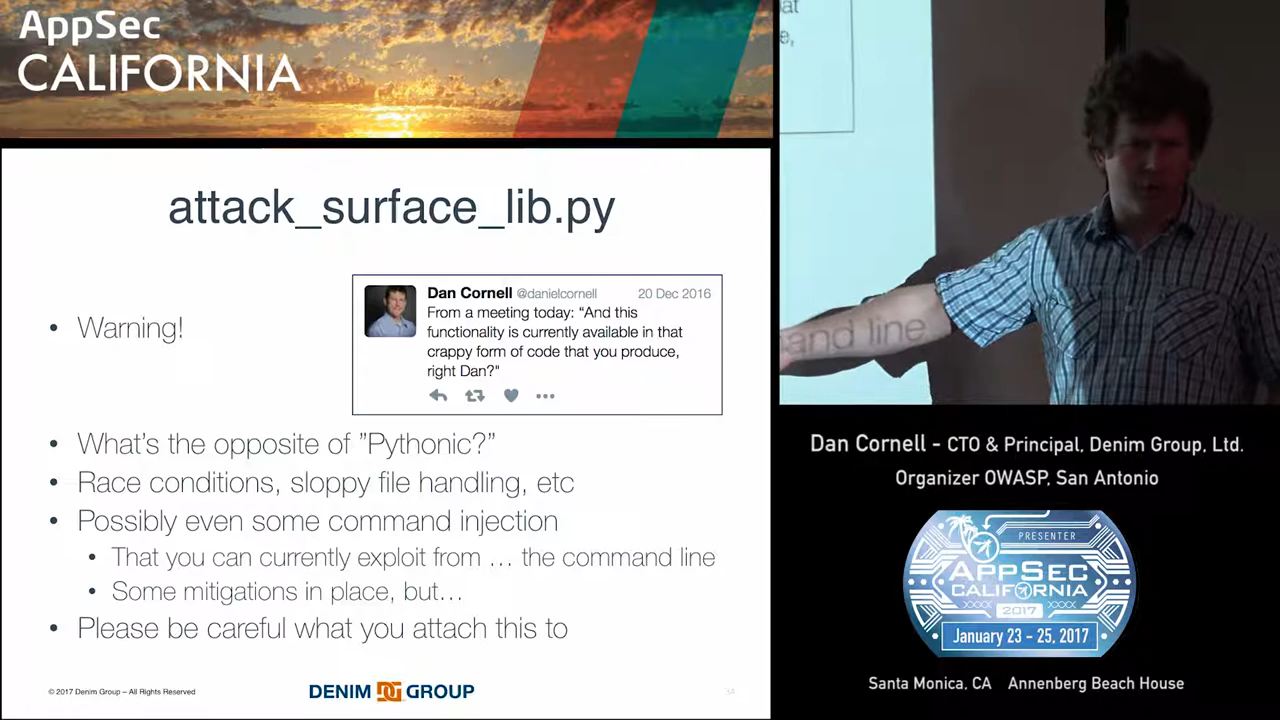 AppSec
CALIFORNIA
attack_surface_lib.py
• Warning!
Dan Cornell @danielcornell 20 Dec 2016
From a meeting today: “And this
functionality is currently available in that
crappy form of code that you produce,
right Dan?"
• What’s the opposite of ”Pythonic?”
• Race conditions, sloppy file handling, etc
• Possibly even some command injection
• That you can currently exploit from … the command line
• Some mitigations in place, but…
• Please be careful what you attach this to
© 2017 Denim Group – All Rights Reserved
DENIM DG GROUP
at
e,
and line
Dan Cornell - CTO & Principal, Denim Group, Ltd.
Organizer OWASP, San Antonio
PRESENTER
APPSEC
CALIFORNIA
2017
January 23 - 25, 2017
Santa Monica, CA Annenberg Beach House